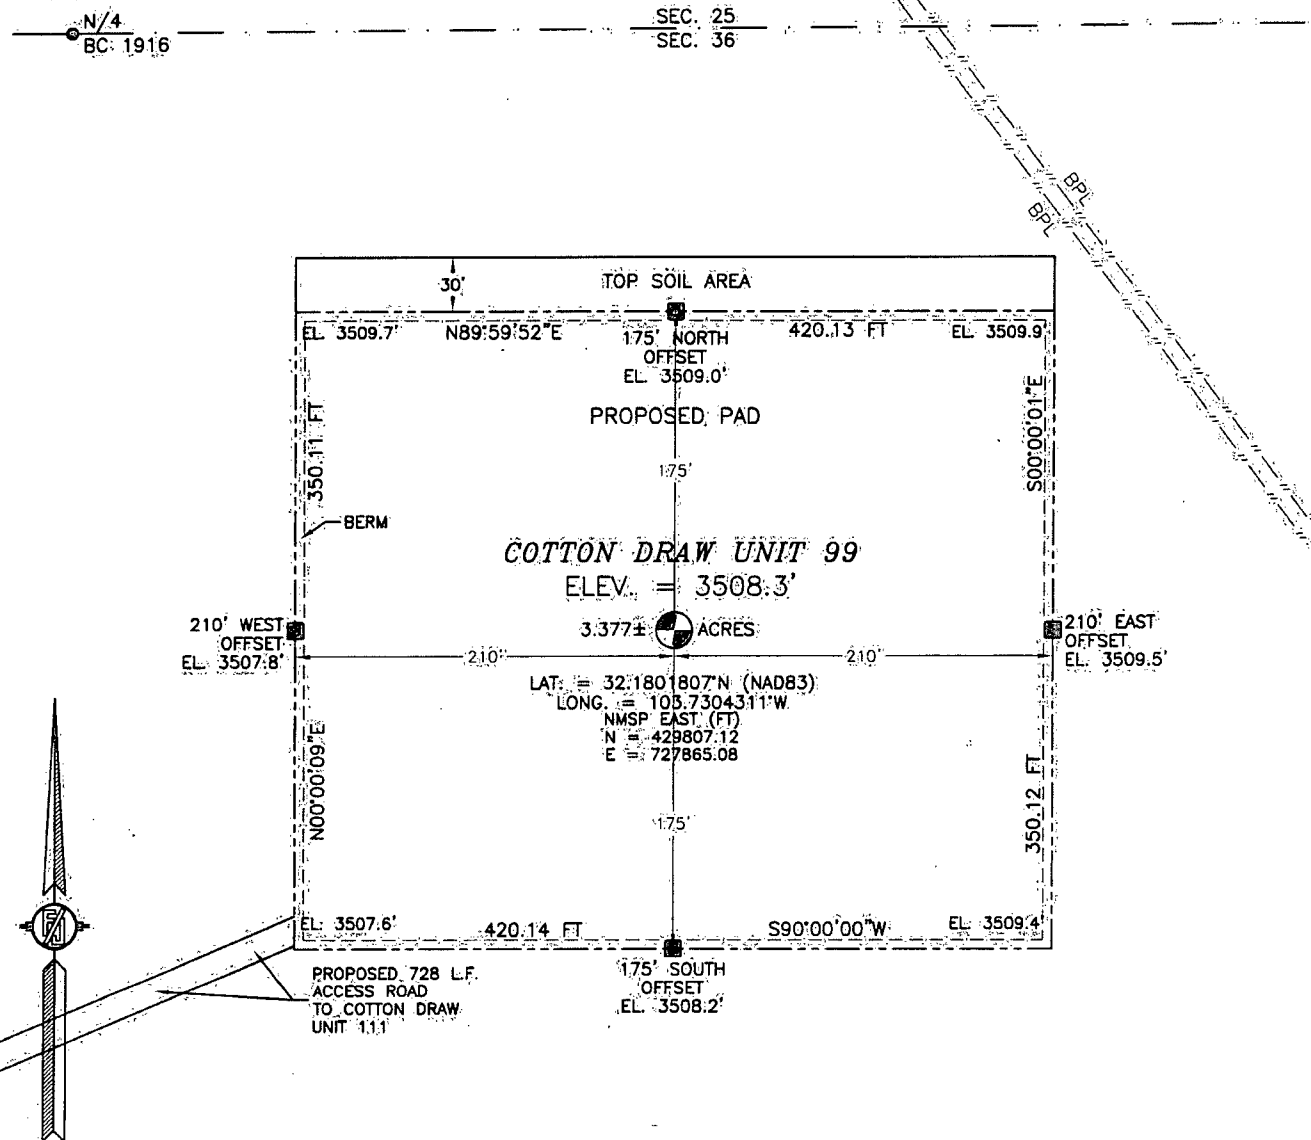 N/4
BC 1916
SEC. 25
SEC. 36
BPL
BPL
30'
TOP SOIL AREA
EL. 3509.7'
N89°59'52"E
175' NORTH
OFFSET
EL. 3509.0'
420.13 FT
EL. 3509.9'
350.11 FT
S00°00'01"E
PROPOSED PAD
175'
BERM
COTTON DRAW UNIT 99
ELEV. = 3508.3'
3.377± ACRES
210' WEST
OFFSET
EL. 3507.8'
210' EAST
OFFSET
EL. 3509.5'
210'
210'
LAT. = 32.1801807°N (NAD83)
LONG. = 103.7304311°W
NMSP EAST (FT)
N = 429807.12
E = 727865.08
N00°00'09"E
350.12 FT
175'
EL. 3507.6'
420.14 FT
S90°00'00"W
EL. 3509.4'
175' SOUTH
OFFSET
EL. 3508.2'
PROPOSED 728 L.F.
ACCESS ROAD
TO COTTON DRAW
UNIT 111